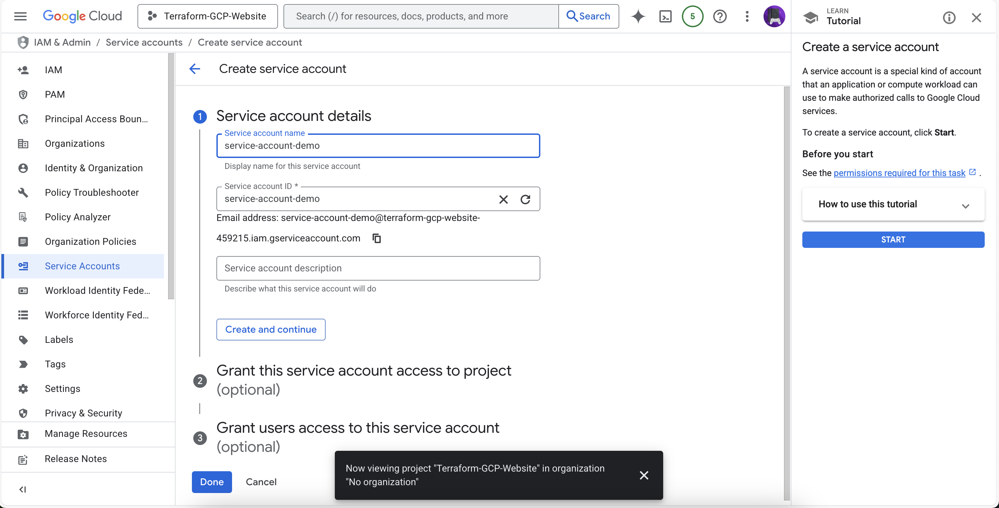 Google Cloud
Terraform-GCP-Website
Search (/) for resources, docs, products, and more
Search
5
LEARN
Tutorial
IAM & Admin / Service accounts / Create service account
IAM
PAM
Principal Access Boun...
Organizations
Identity & Organization
Policy Troubleshooter
Policy Analyzer
Organization Policies
Service Accounts
Workload Identity Fede...
Workforce Identity Fed...
Labels
Tags
Settings
Privacy & Security
Manage Resources
Release Notes
Create service account
1 Service account details
Service account name
service-account-demo
Display name for this service account
Service account ID *
service-account-demo
Email address: service-account-demo@terraform-gcp-website-
459215.iam.gserviceaccount.com
Service account description
Describe what this service account will do
Create and continue
2 Grant this service account access to project
(optional)
3 Grant users access to this service account
(optional)
Done
Cancel
Now viewing project "Terraform-GCP-Website" in organization
"No organization"
Create a service account
A service account is a special kind of account
that an application or compute workload can
use to make authorized calls to Google Cloud
services.
To create a service account, click Start.
Before you start
See the permissions required for this task .
How to use this tutorial
START